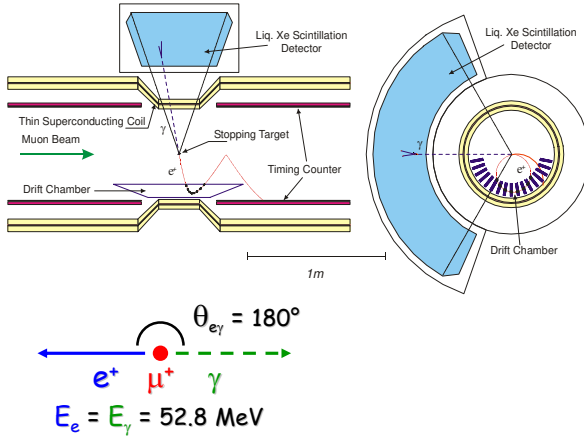 Liq. Xe Scintillation
Detector
Thin Superconducting Coil
γ
Muon Beam
Stopping Target
e+
Drift Chamber
Timing Counter
1m
Liq. Xe Scintillation
Detector
γ
e+
Drift Chamber
θeγ = 180°
e+ μ+ γ
Ee = Eγ = 52.8 MeV